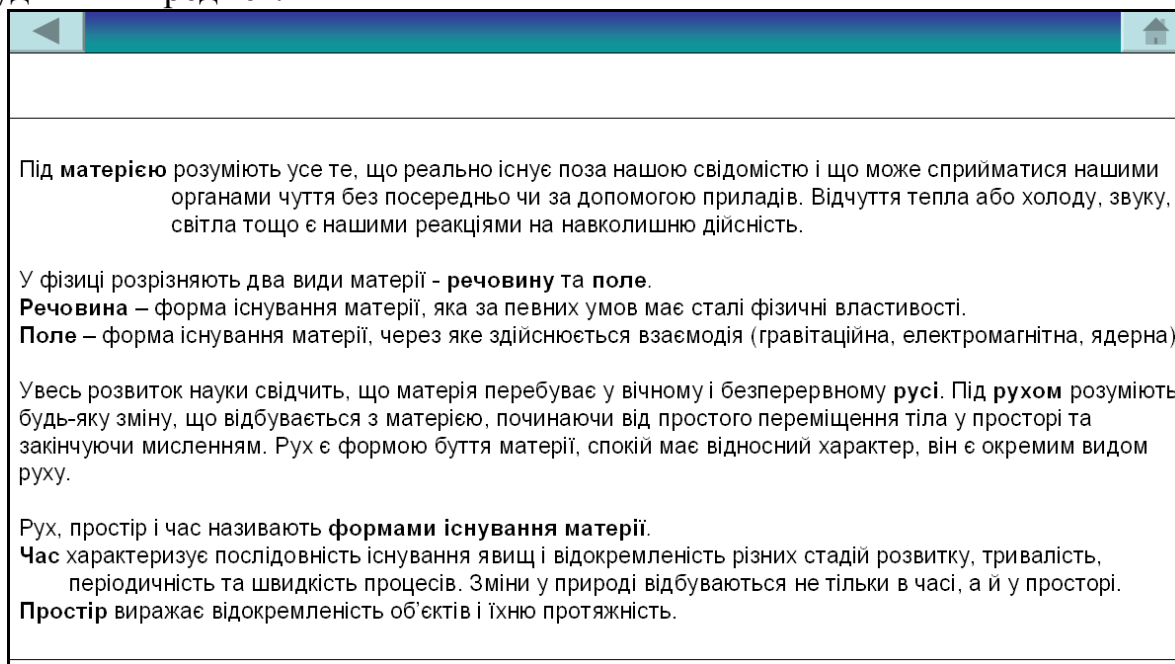 Під матерією розуміють усе те, що реально існує поза нашою свідомістю і що може сприйматися нашими
органами чуття без посередньо чи за допомогою приладів. Відчуття тепла або холоду, звуку,
світла тощо є нашими реакціями на навколишню дійсність.
У фізиці розрізняють два види матерії - речовину та поле.
Речовина – форма існування матерії, яка за певних умов має сталі фізичні властивості.
Поле – форма існування матерії, через яке здійснюється взаємодія (гравітаційна, електромагнітна, ядерна)
Увесь розвиток науки свідчить, що матерія перебуває у вічному і безперервному русі. Під рухом розуміють
будь-яку зміну, що відбувається з матерією, починаючи від простого переміщення тіла у просторі та
закінчуючи мисленням. Рух є формою буття матерії, спокій має відносний характер, він є окремим видом
руху.
Рух, простір і час називають формами існування матерії.
Час характеризує послідовність існування явищ і відокремленість різних стадій розвитку, тривалість,
періодичність та швидкість процесів. Зміни у природі відбуваються не тільки в часі, а й у просторі.
Простір виражає відокремленість об’єктів і їхню протяжність.